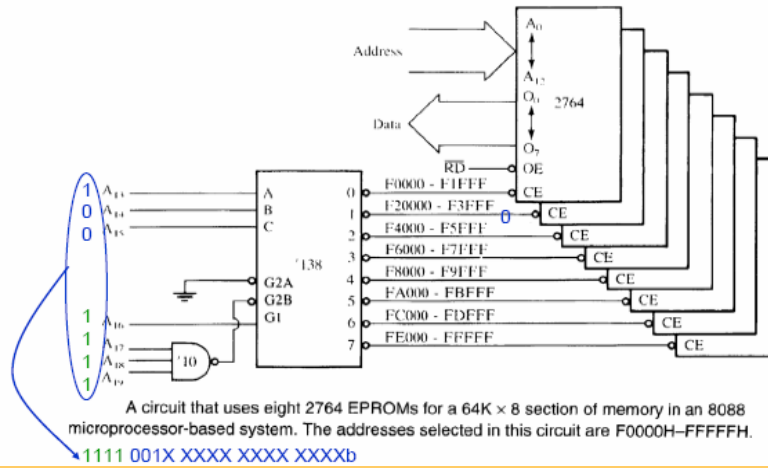 A0
Address
A12
O0
2764
Data
O7
RD
OE
1 A13
A
0
F0000 - F1FFF
CE
0 A14
B
1
F20000 - F3FFF
0
CE
0 A15
C
2
F4000 - F5FFF
CE
'138
3
F6000 - F7FFF
CE
G2A
4
F8000 - F9FFF
CE
G2B
5
FA000 - FBFFF
CE
1 A16
G1
6
FC000 - FDFFF
CE
1 A17
'10
7
FE000 - FFFFF
CE
1 A18
1 A19
A circuit that uses eight 2764 EPROMs for a 64K × 8 section of memory in an 8088
microprocessor-based system. The addresses selected in this circuit are F0000H–FFFFFH.
1111 001X XXXX XXXX XXXXb